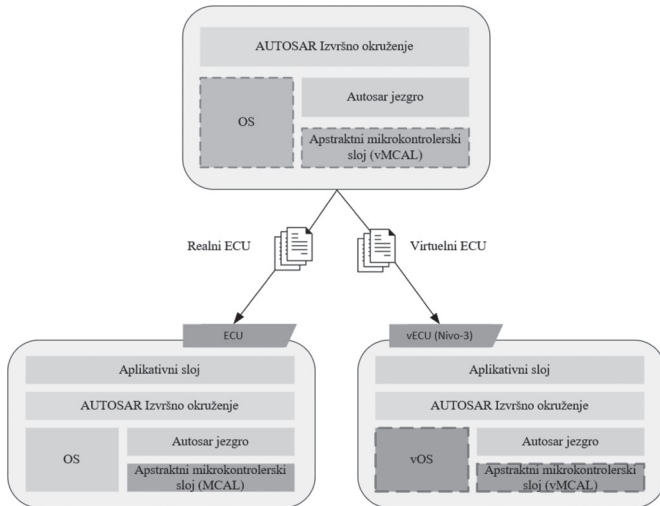 AUTOSAR Izvršno okruženje
OS
Autosar jezgro
Apstraktni mikrokontrolerski
sloj (vMCAL)
Realni ECU
Virtuelni ECU
ECU
Aplikativni sloj
AUTOSAR Izvršno okruženje
OS
Autosar jezgro
Apstraktni mikrokontrolerski
sloj (MCAL)
vECU (Nivo-3)
Aplikativni sloj
AUTOSAR Izvršno okruženje
vOS
Autosar jezgro
Apstraktni mikrokontrolerski
sloj (vMCAL)